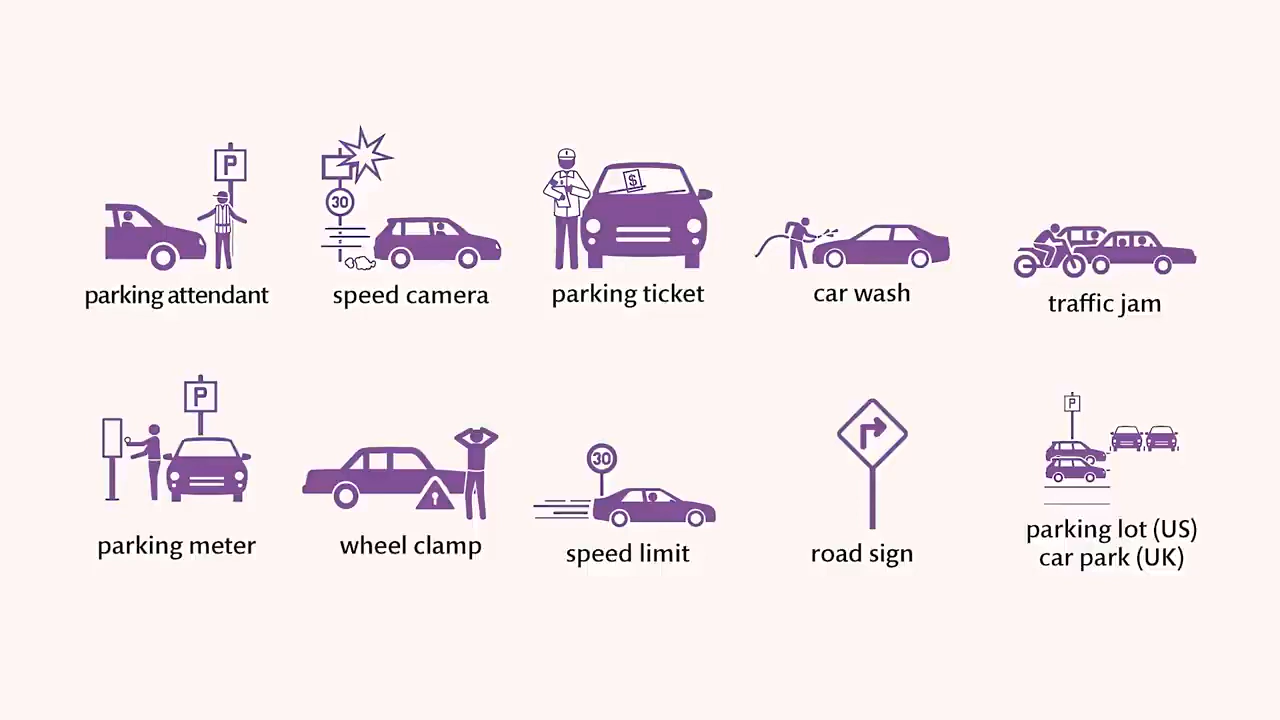 P
30
$
parking attendant
speed camera
parking ticket
car wash
traffic jam
P
30
P
parking meter
wheel clamp
speed limit
road sign
parking lot (US)
car park (UK)